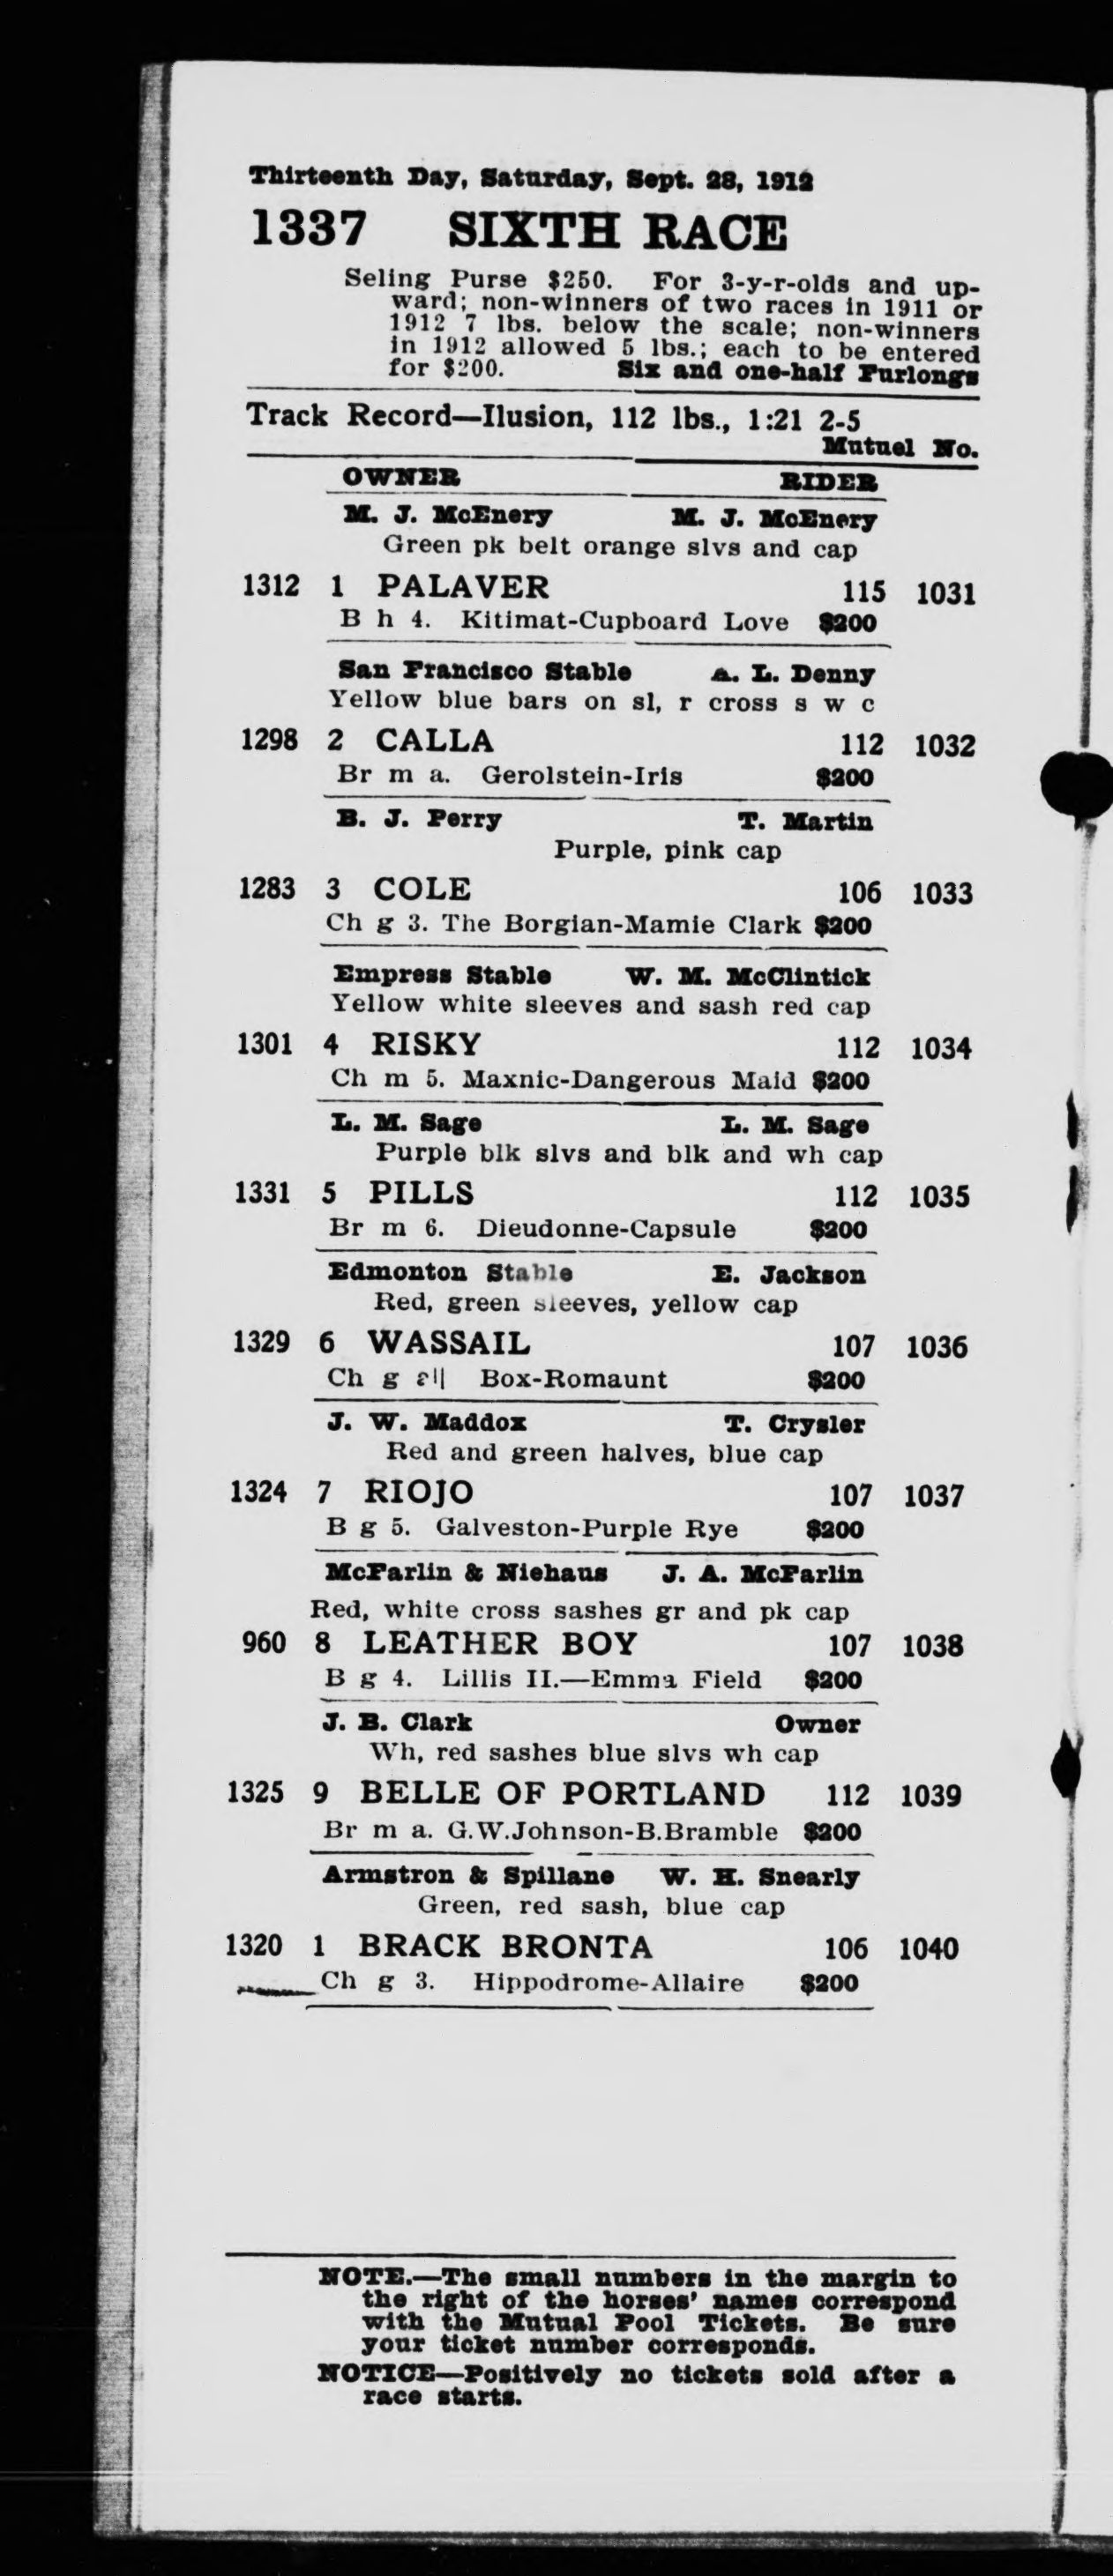 Thirteenth Day, Saturday, Sept. 28, 1912
1337 SIXTH RACE
Seling Purse $250. For 3-y-r-olds and up-
ward; non-winners of two races in 1911 or
1912 7 lbs. below the scale; non-winners
in 1912 allowed 5 lbs.; each to be entered
for $200. Six and one-half Furlongs
Track Record—Ilusion, 112 lbs., 1:21 2-5
Mutuel No.
OWNER RIDER
M. J. McEnery M. J. McEnery
Green pk belt orange slvs and cap
1312 1 PALAVER 115 1031
B h 4. Kitimat-Cupboard Love $200
San Francisco Stable A. L. Denny
Yellow blue bars on sl, r cross s w c
1298 2 CALLA 112 1032
Br m a. Gerolstein-Iris $200
B. J. Perry T. Martin
Purple, pink cap
1283 3 COLE 106 1033
Ch g 3. The Borgian-Mamie Clark $200
Empress Stable W. M. McClintick
Yellow white sleeves and sash red cap
1301 4 RISKY 112 1034
Ch m 5. Maxnic-Dangerous Maid $200
L. M. Sage L. M. Sage
Purple blk slvs and blk and wh cap
1331 5 PILLS 112 1035
Br m 6. Dieudonne-Capsule $200
Edmonton Stable E. Jackson
Red, green sleeves, yellow cap
1329 6 WASSAIL 107 1036
Ch g Box-Romaunt $200
J. W. Maddox T. Crysler
Red and green halves, blue cap
1324 7 RIOJO 107 1037
B g 5. Galveston-Purple Rye $200
McFarlin & Niehaus J. A. McFarlin
Red, white cross sashes gr and pk cap
960 8 LEATHER BOY 107 1038
B g 4. Lillis II.—Emma Field $200
J. B. Clark Owner
Wh, red sashes blue slvs wh cap
1325 9 BELLE OF PORTLAND 112 1039
Br m a. G.W.Johnson-B.Bramble $200
Armstron & Spillane W. H. Snearly
Green, red sash, blue cap
1320 1 BRACK BRONTA 106 1040
Ch g 3. Hippodrome-Allaire $200
NOTE.—The small numbers in the margin to
the right of the horses' names correspond
with the Mutual Pool Tickets. Be sure
your ticket number corresponds.
NOTICE—Positively no tickets sold after a
race starts.